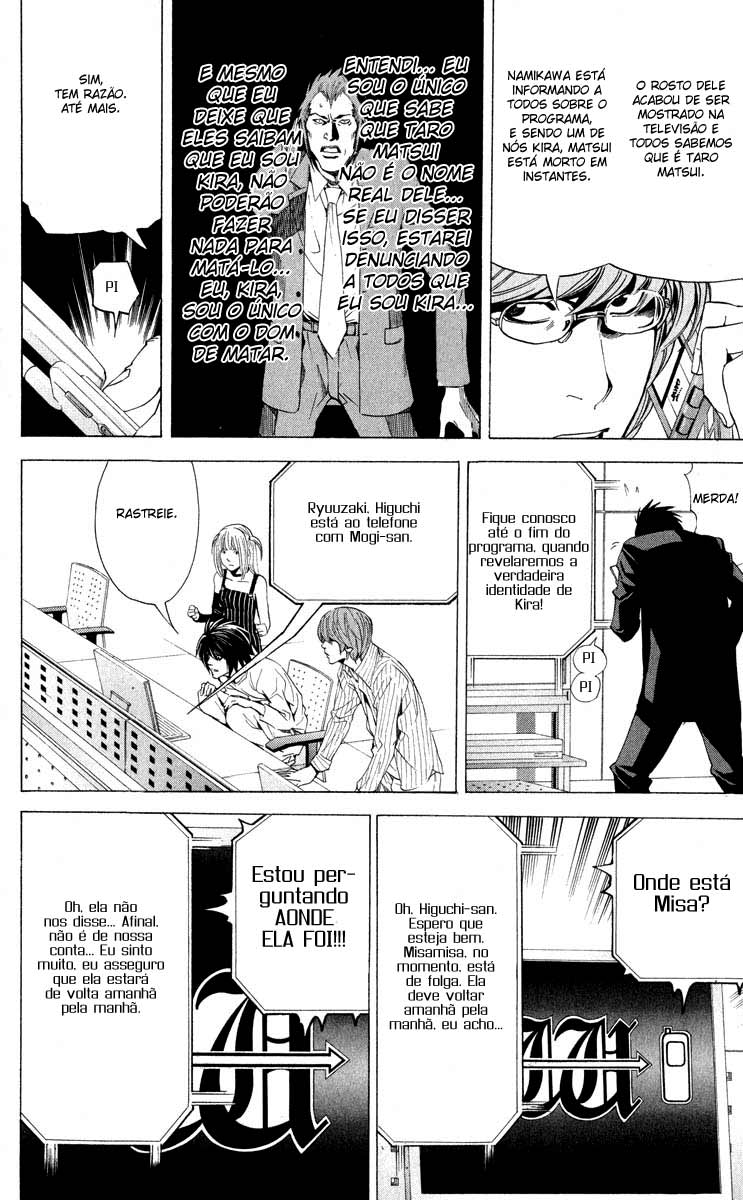 O ROSTO DELE
ACABOU DE SER
MOSTRADO NA
TELEVISÃO E
TODOS SABEMOS
QUE É TARO
MATSUI.
NAMIKAWA ESTÁ
INFORMANDO A
TODOS SOBRE O
PROGRAMA,
E SENDO UM DE
NÓS KIRA, MATSUI
ESTÁ MORTO EM
INSTANTES.
ENTENDI... EU
SOU O ÚNICO
QUE SABE
QUE TARO
MATSUI
NÃO É O NOME
REAL DELE...
SE EU DISSER
ISSO, ESTAREI
DENUNCIANDO
A TODOS QUE
EU SOU KIRA...
E MESMO
QUE EU
DEIXE QUE
ELES SAIBAM
QUE EU SOU
KIRA, NÃO
PODERÃO
FAZER
NADA PARA
MATÁ-LO...
EU, KIRA,
SOU O ÚNICO
COM O DOM
DE MATAR.
SIM,
TEM RAZÃO.
ATÉ MAIS.
PI
MERDA!
Fique conosco
até o fim do
programa, quando
revelaremos a
verdadeira
identidade de
Kira!
PI
PI
Ryuuzaki, Higuchi
está ao telefone
com Mogi-san.
RASTREIE.
Onde está
Misa?
Oh, Higuchi-san.
Espero que
esteja bem.
Misamisa, no
momento, está
de folga. Ela
deve voltar
amanhã pela
manhã, eu acho...
Estou per-
guntando
AONDE
ELA FOI!!!
Oh, ela não
nos disse... Afinal,
não é de nossa
conta... Eu sinto
muito, eu asseguro
que ela estará
de volta amanhã
pela manhã.